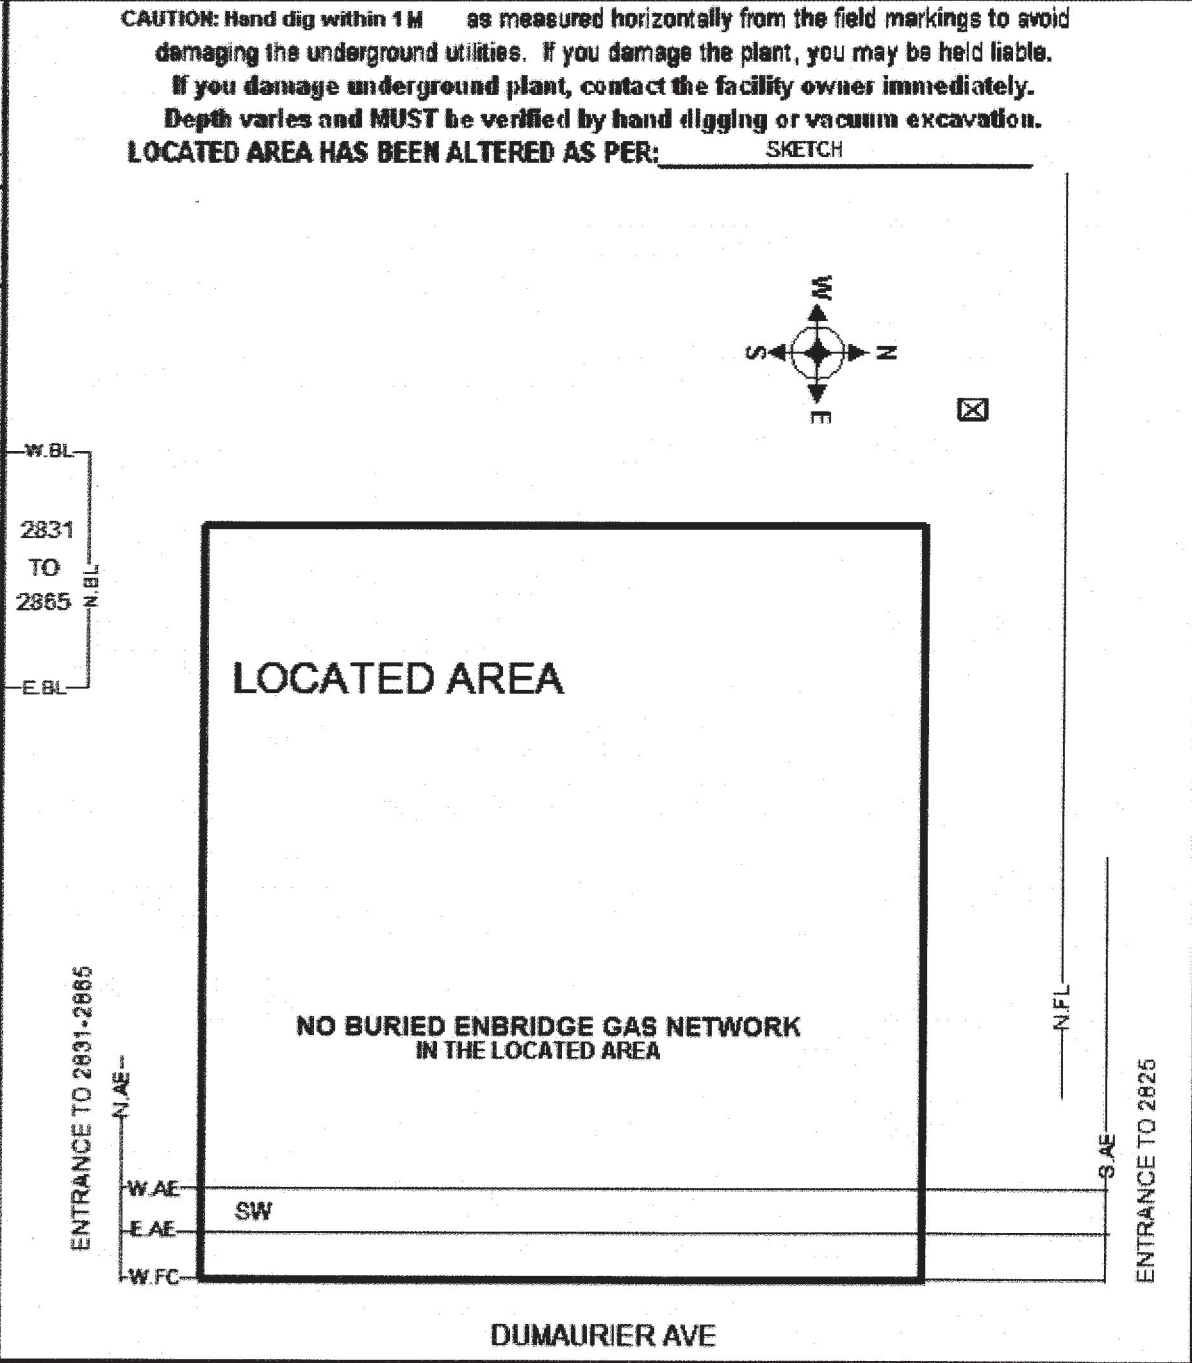 CAUTION: Hand dig within 1 M as measured horizontally from the field markings to avoid
damaging the underground utilities. If you damage the plant, you may be held liable.
If you damage underground plant, contact the facility owner immediately.
Depth varies and MUST be verified by hand digging or vacuum excavation.
LOCATED AREA HAS BEEN ALTERED AS PER: SKETCH
W
S
N
E
W.BL
2831
TO
2865
N.BL
E.BL
LOCATED AREA
NO BURIED ENBRIDGE GAS NETWORK
IN THE LOCATED AREA
N.FL
ENTRANCE TO 2831-2865
N.AE
W.AE
SW
E.AE
W.FC
S.AE
ENTRANCE TO 2825
DUMAURIER AVE